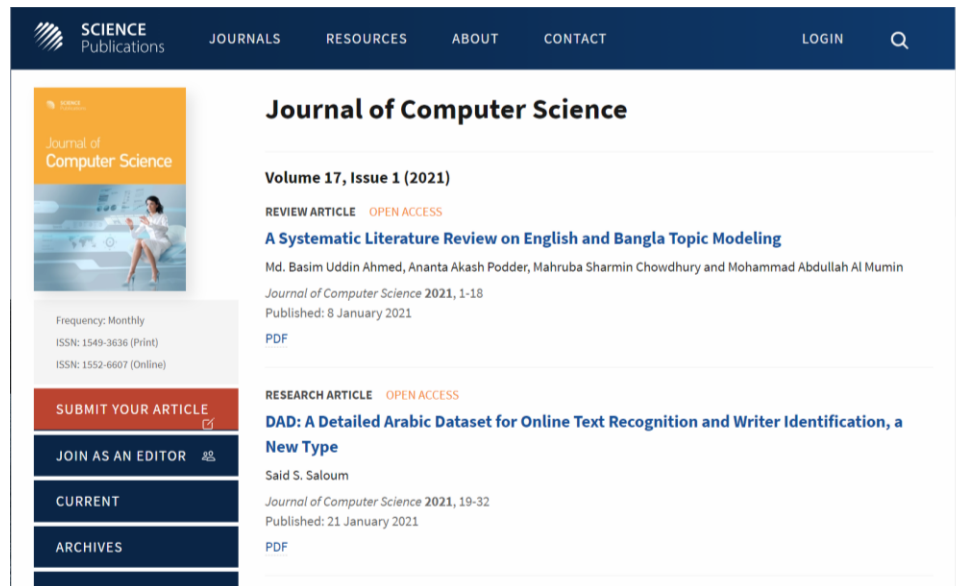 SCIENCE
Publications
JOURNALS RESOURCES ABOUT CONTACT LOGIN
SCIENCE
Publications
Journal of
Computer Science
Frequency: Monthly
ISSN: 1549-3636 (Print)
ISSN: 1552-6607 (Online)
SUBMIT YOUR ARTICLE
JOIN AS AN EDITOR
CURRENT
ARCHIVES
Journal of Computer Science
Volume 17, Issue 1 (2021)
REVIEW ARTICLE OPEN ACCESS
A Systematic Literature Review on English and Bangla Topic Modeling
Md. Basim Uddin Ahmed, Ananta Akash Podder, Mahruba Sharmin Chowdhury and Mohammad Abdullah Al Mumin
Journal of Computer Science 2021, 1-18
Published: 8 January 2021
PDF
RESEARCH ARTICLE OPEN ACCESS
DAD: A Detailed Arabic Dataset for Online Text Recognition and Writer Identification, a
New Type
Said S. Saloum
Journal of Computer Science 2021, 19-32
Published: 21 January 2021
PDF